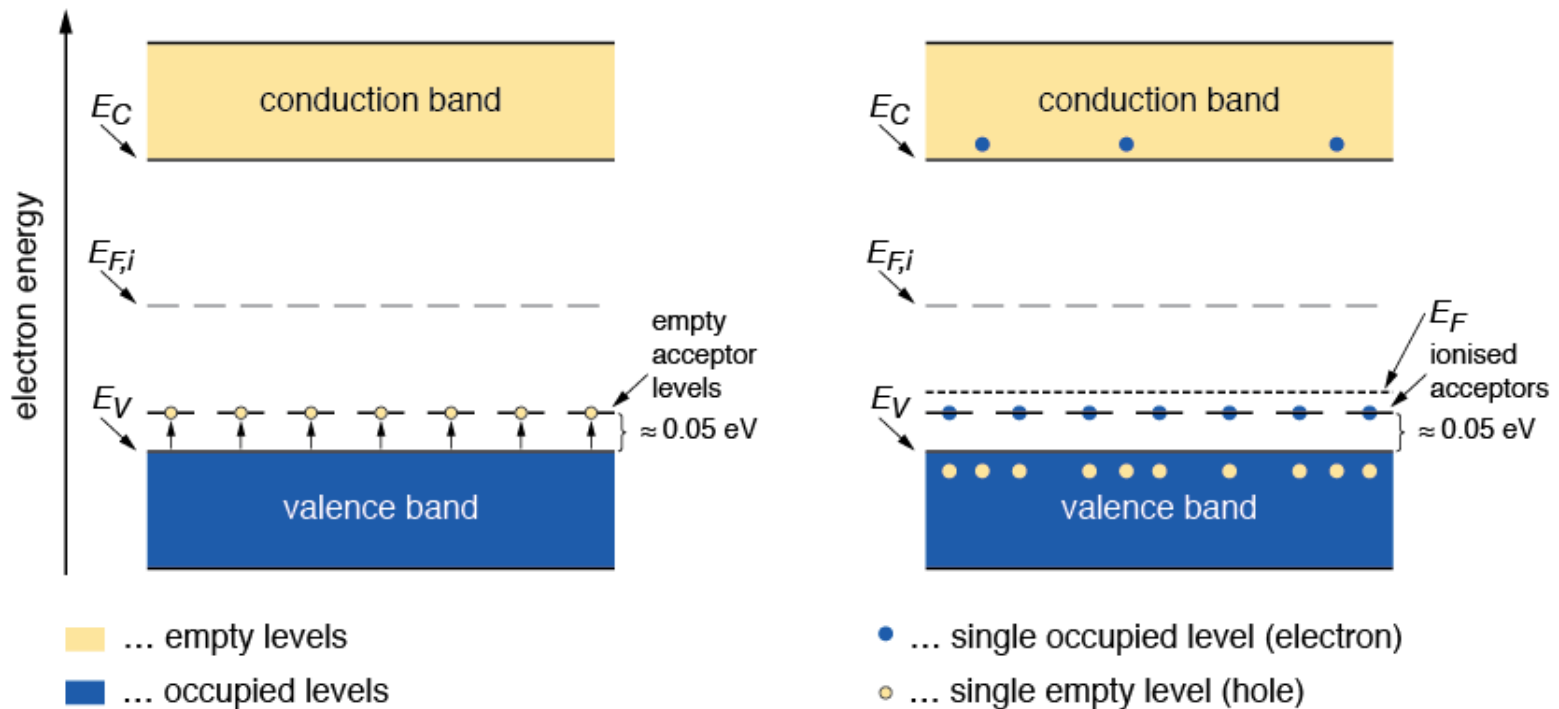 electron energy
conduction band
E_C
E_F,i
empty
acceptor
levels
E_V
≈ 0.05 eV
valence band
conduction band
E_C
E_F,i
E_F
ionised
acceptors
E_V
≈ 0.05 eV
valence band
... empty levels
... occupied levels
... single occupied level (electron)
... single empty level (hole)